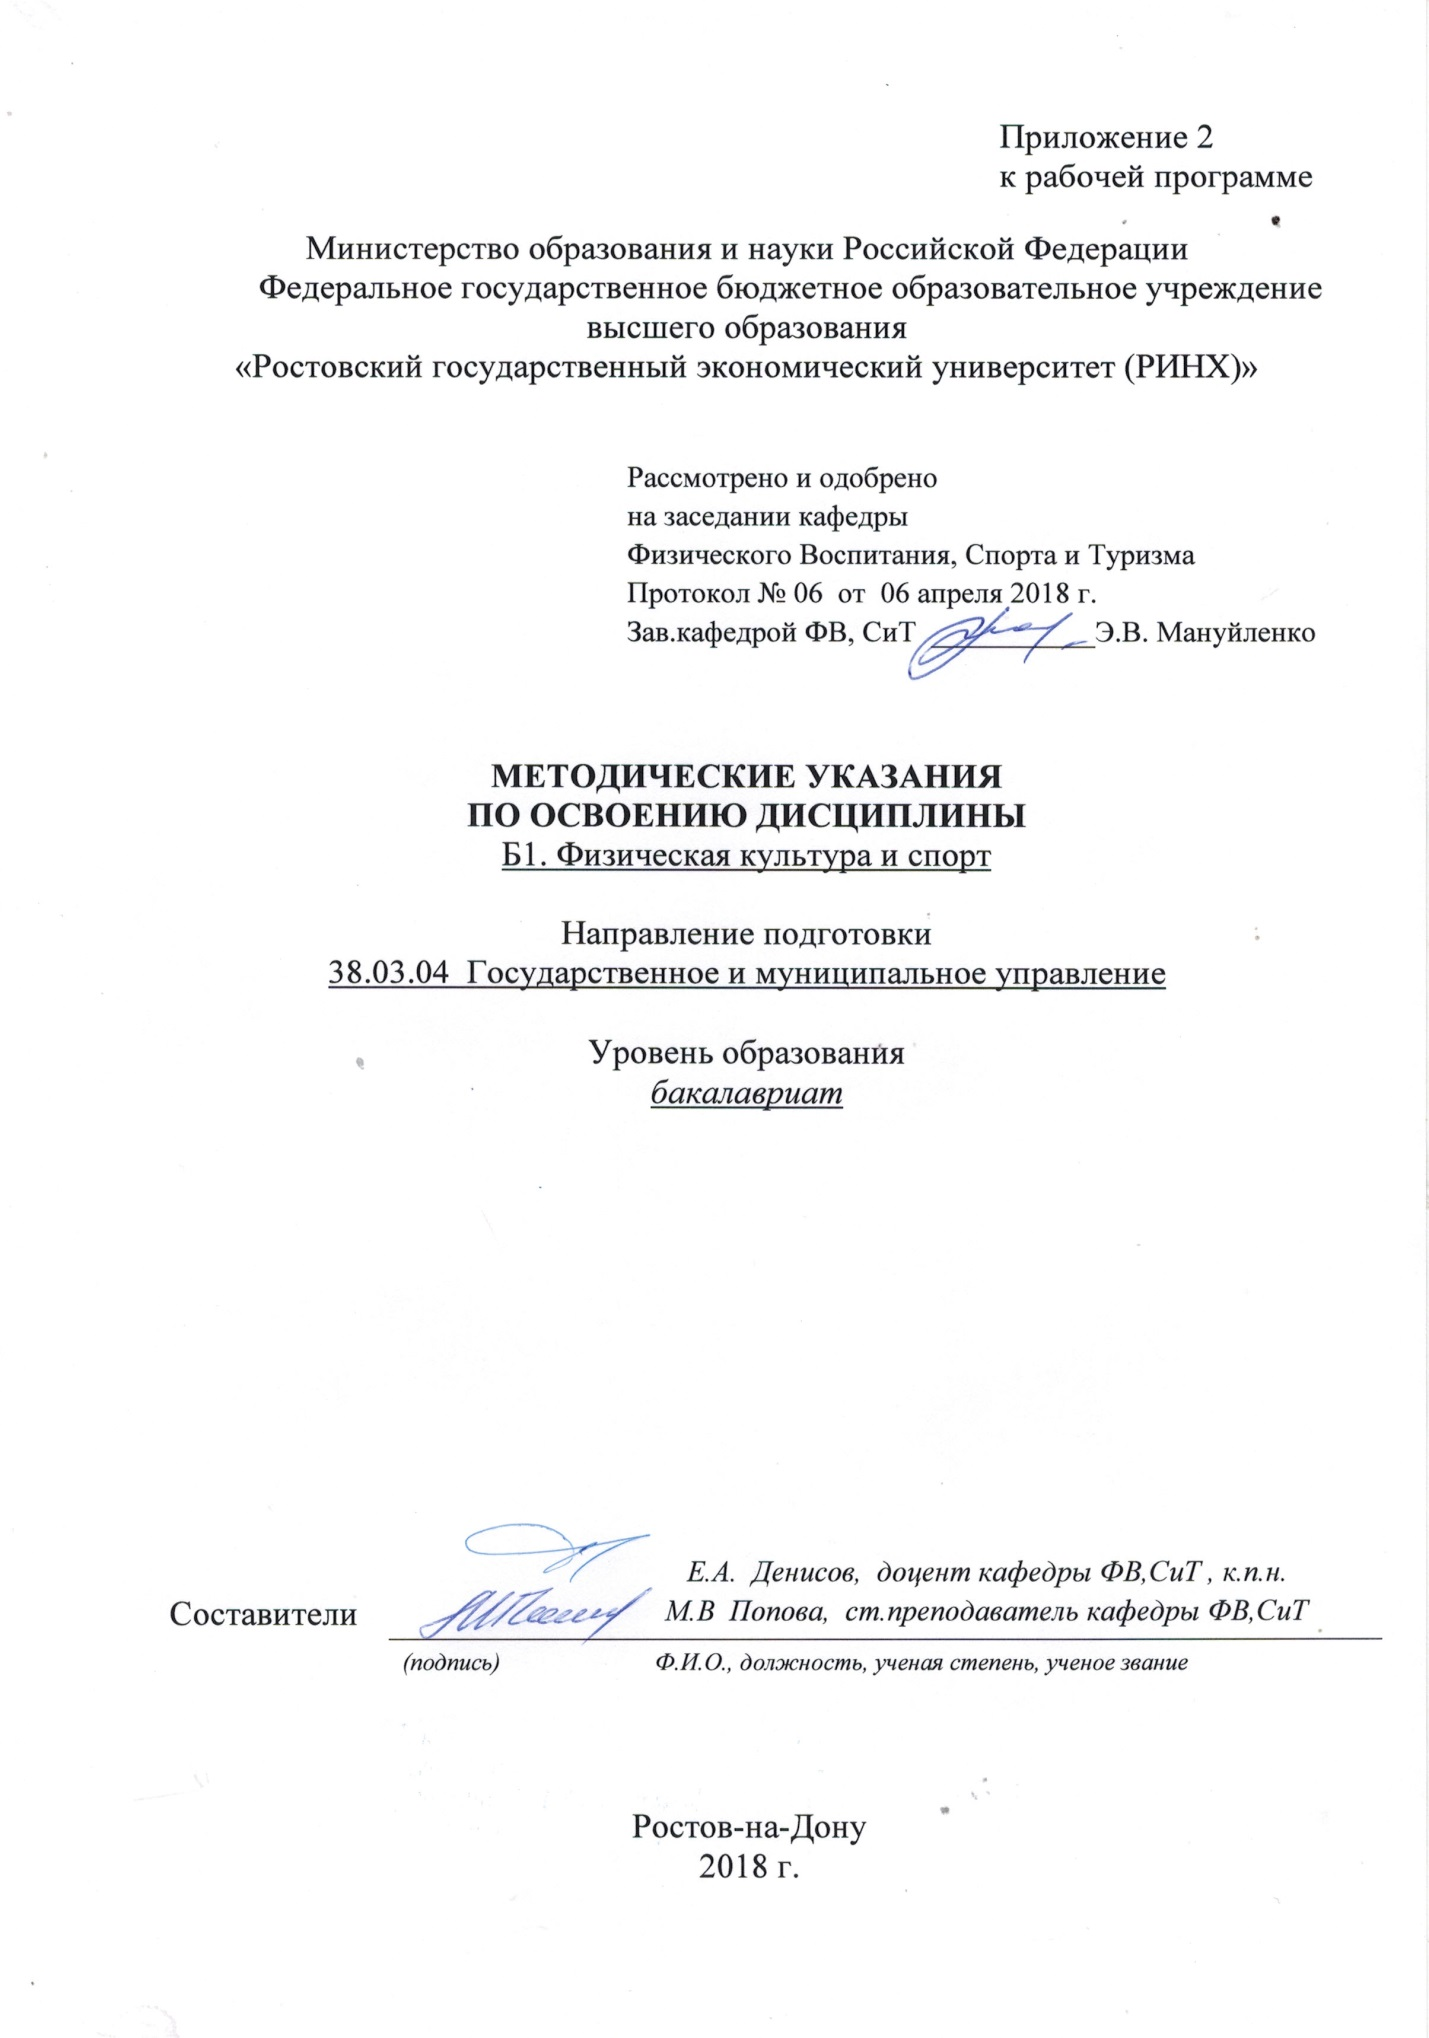 Приложение 2
к рабочей программе
Министерство образования и науки Российской Федерации
Федеральное государственное бюджетное образовательное учреждение
высшего образования
«Ростовский государственный экономический университет (РИНХ)»
Рассмотрено и одобрено
на заседании кафедры
Физического Воспитания, Спорта и Туризма
Протокол № 06 от 06 апреля 2018 г.
Зав.кафедрой ФВ, СиТ ___________Э.В. Мануйленко
МЕТОДИЧЕСКИЕ УКАЗАНИЯ
ПО ОСВОЕНИЮ ДИСЦИПЛИНЫ
Б1. Физическая культура и спорт
Направление подготовки
38.03.04 Государственное и муниципальное управление
Уровень образования
бакалавриат
Е.А. Денисов, доцент кафедры ФВ,СиТ , к.п.н.
Составители М.В Попова, ст.преподаватель кафедры ФВ,СиТ
(подпись) Ф.И.О., должность, ученая степень, ученое звание
Ростов-на-Дону
2018 г.